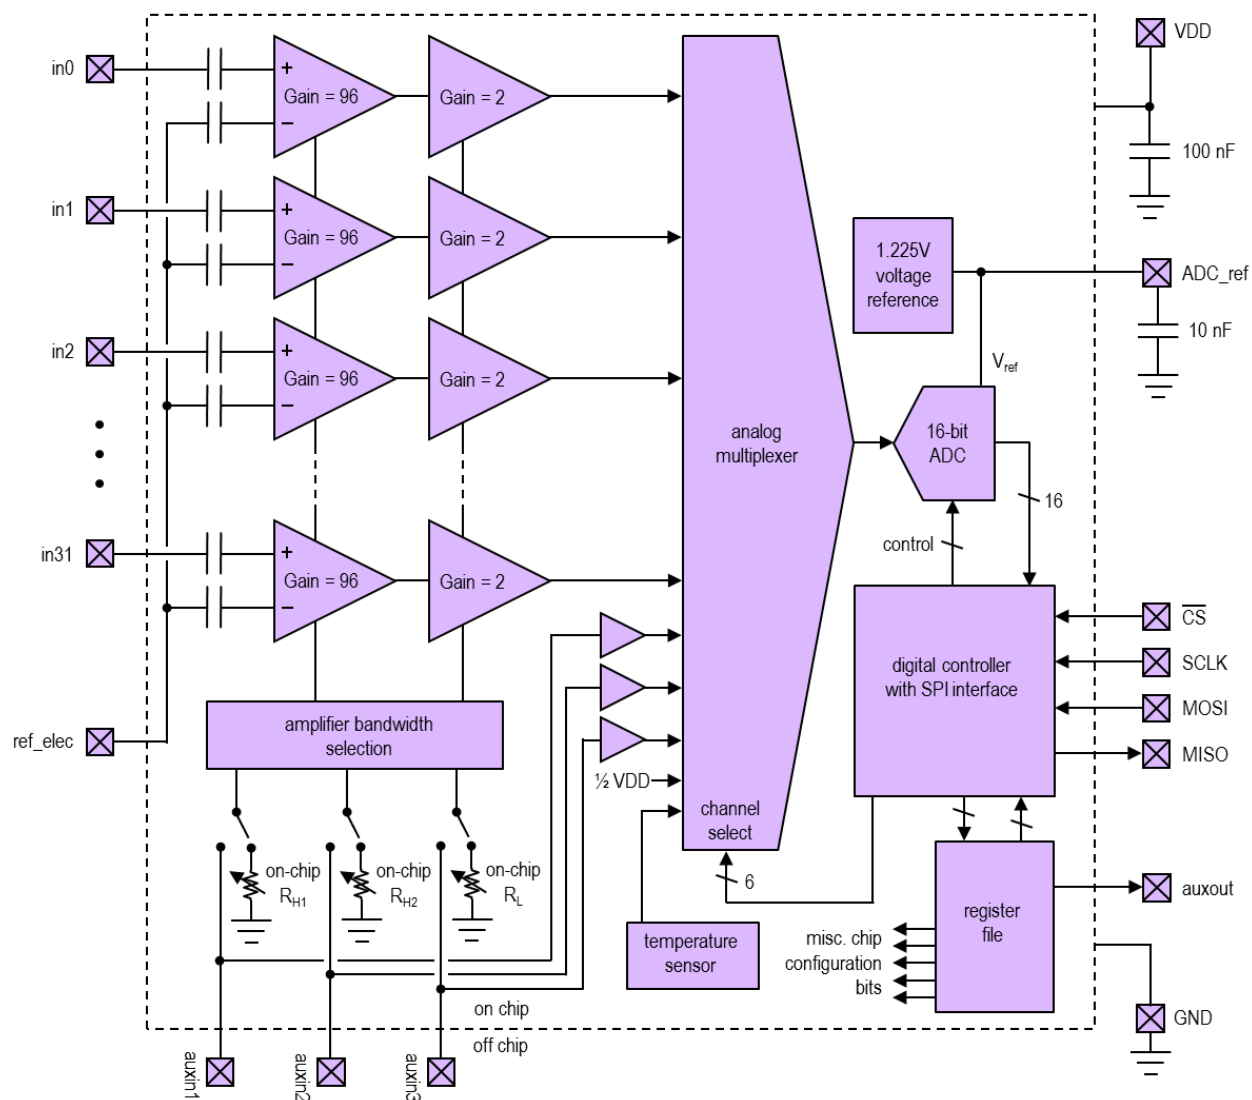 in0
+
Gain = 96
−
Gain = 2
in1
+
Gain = 96
−
Gain = 2
in2
+
Gain = 96
−
Gain = 2
in31
+
Gain = 96
−
Gain = 2
ref_elec
amplifier bandwidth
selection
on-chip
RH1
on-chip
RH2
on-chip
RL
analog
multiplexer
½ VDD
channel
select
6
temperature
sensor
on chip
off chip
auxin1
auxin2
auxin3
1.225V
voltage
reference
Vref
16-bit
ADC
16
control
digital controller
with SPI interface
register
file
misc. chip
configuration
bits
VDD
100 nF
ADC_ref
10 nF
CS
SCLK
MOSI
MISO
auxout
GND